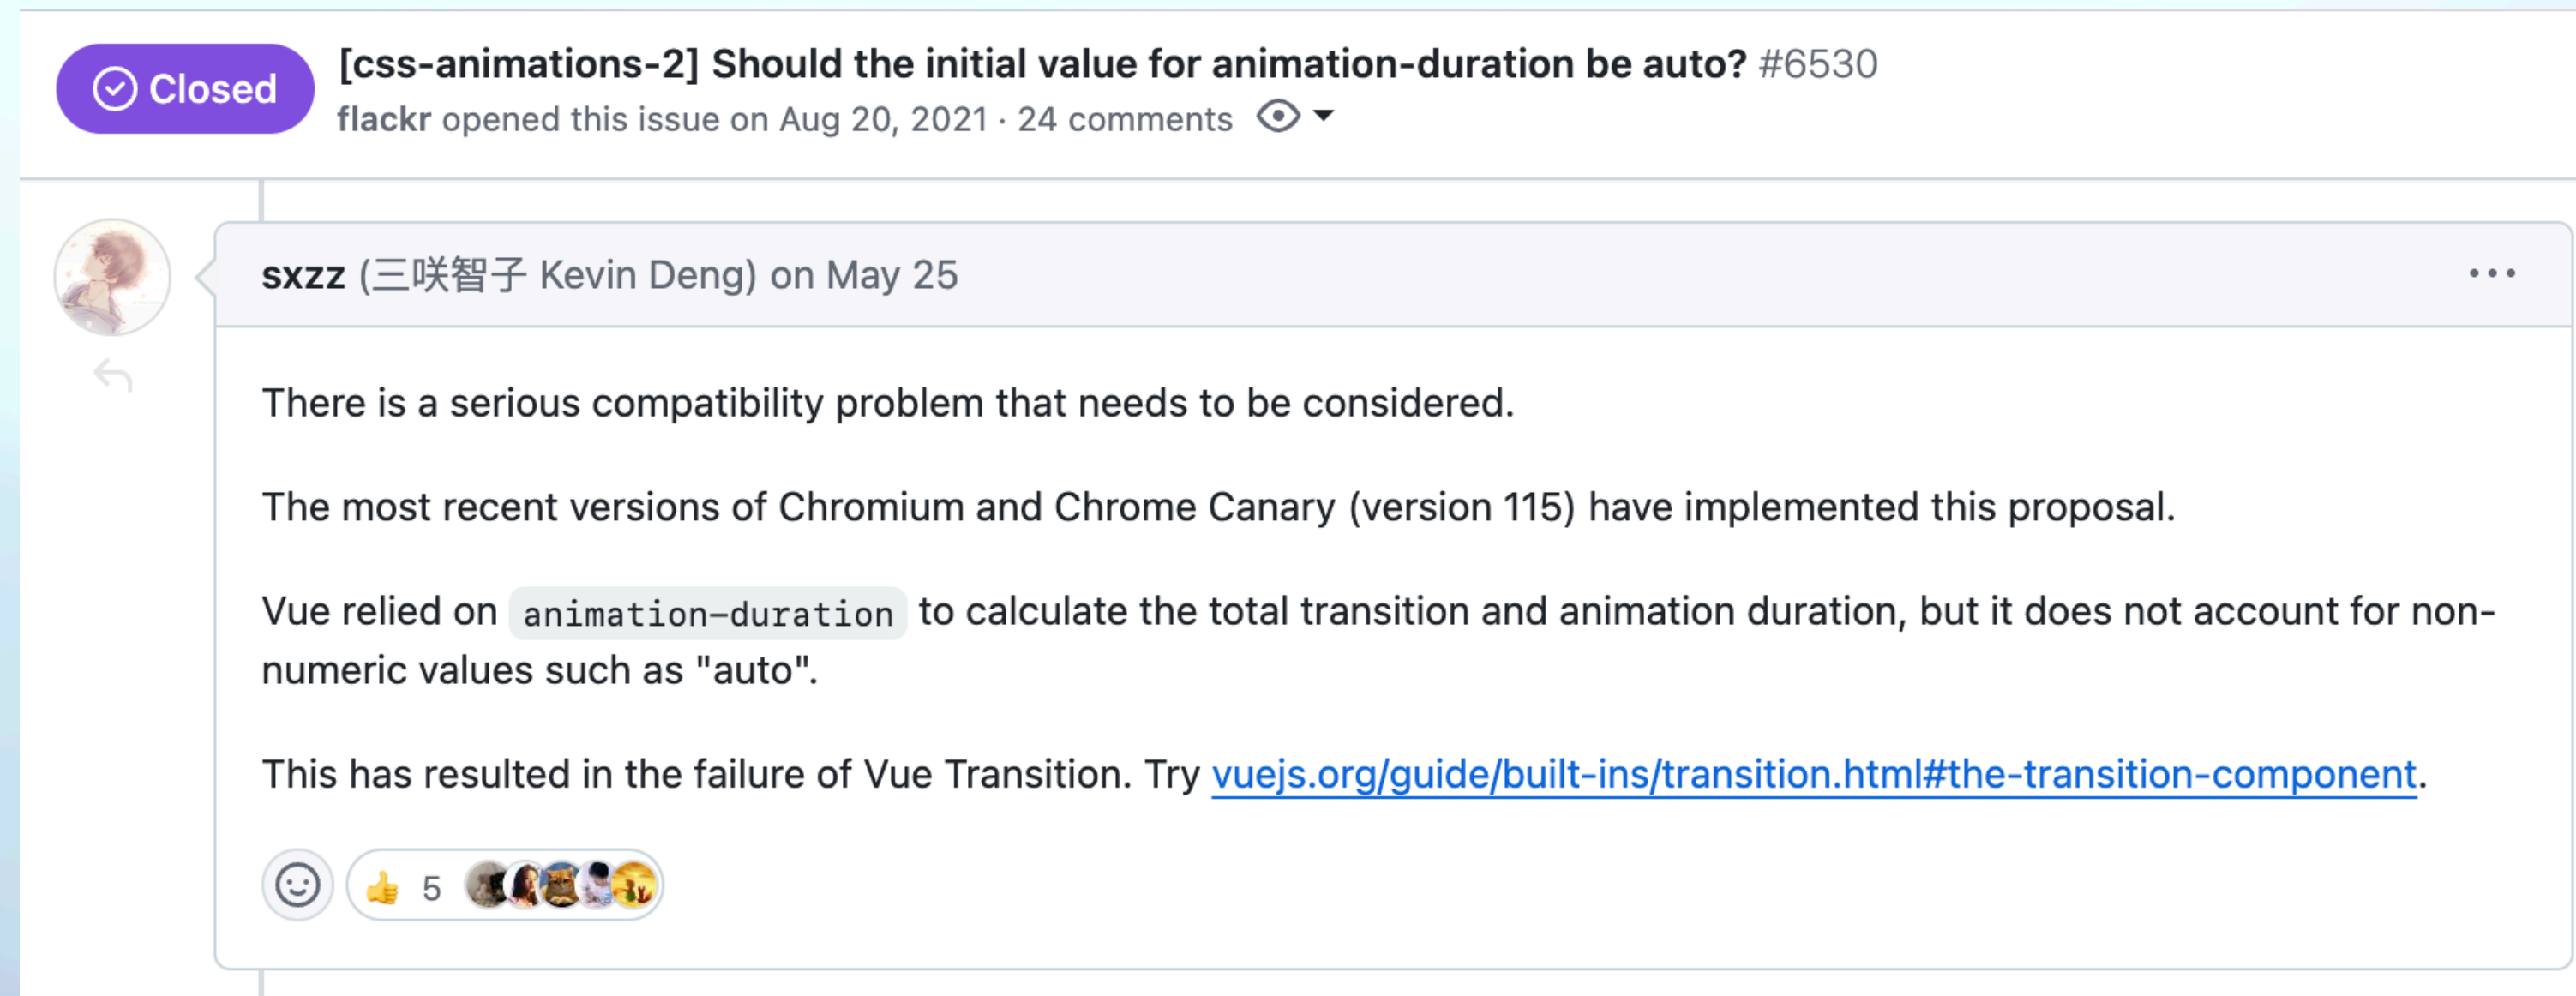 Closed
[css-animations-2] Should the initial value for animation-duration be auto? #6530
flackr opened this issue on Aug 20, 2021 · 24 comments
sxzz (三咲智子 Kevin Deng) on May 25
There is a serious compatibility problem that needs to be considered.
The most recent versions of Chromium and Chrome Canary (version 115) have implemented this proposal.
Vue relied on animation-duration to calculate the total transition and animation duration, but it does not account for non-
numeric values such as "auto".
This has resulted in the failure of Vue Transition. Try vuejs.org/guide/built-ins/transition.html#the-transition-component.
👍 5